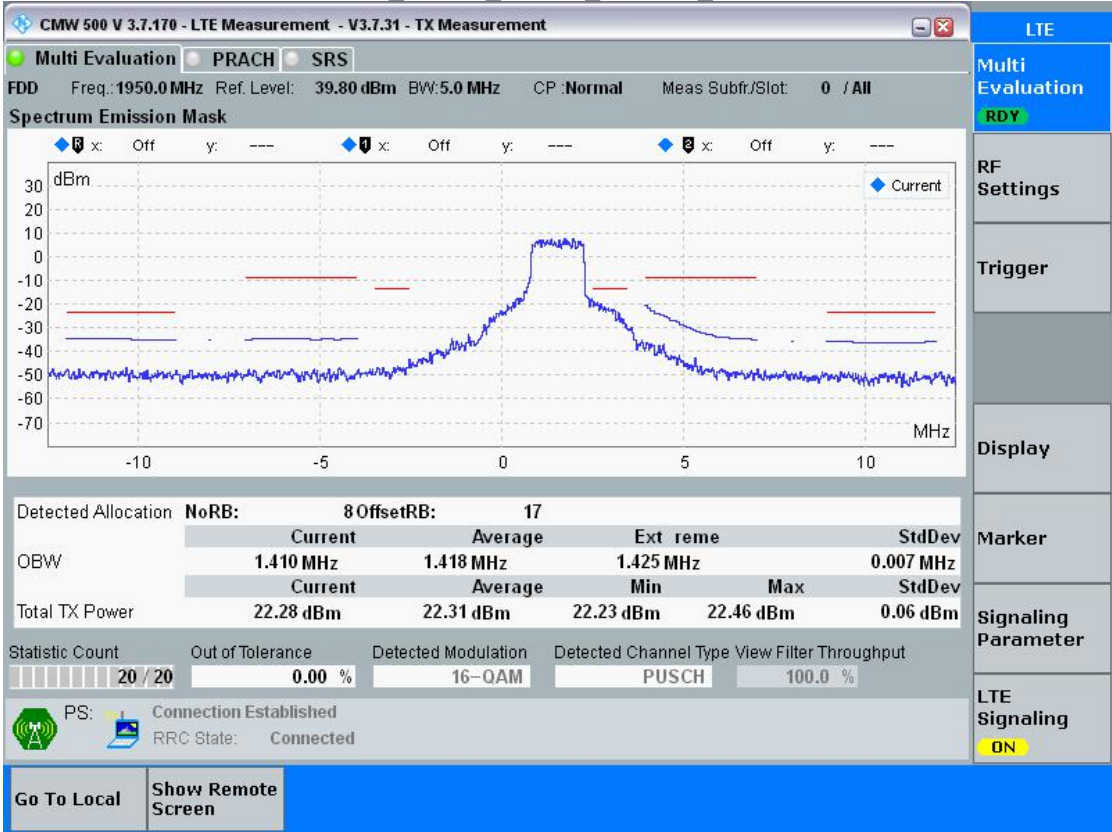 CMW 500 V 3.7.170 - LTE Measurement - V3.7.31 - TX Measurement
LTE
Multi Evaluation PRACH SRS
Multi Evaluation
RDY
FDD Freq.:1950.0 MHz Ref. Level: 39.80 dBm BW:5.0 MHz CP :Normal Meas Subfr./Slot: 0 / All
Spectrum Emission Mask
R x: Off y: --- 1 x: Off y: --- 2 x: Off y: ---
dBm
Current
30
20
10
0
-10
-20
-30
-40
-50
-60
-70
MHz
-10 -5 0 5 10
RF Settings
Trigger
Display
Marker
Signaling Parameter
LTE Signaling
ON
Detected Allocation NoRB: 8 OffsetRB: 17
Current Average Ext reme StdDev
OBW 1.410 MHz 1.418 MHz 1.425 MHz 0.007 MHz
Current Average Min Max StdDev
Total TX Power 22.28 dBm 22.31 dBm 22.23 dBm 22.46 dBm 0.06 dBm
Statistic Count Out of Tolerance Detected Modulation Detected Channel Type View Filter Throughput
20 / 20 0.00 % 16-QAM PUSCH 100.0 %
PS: Connection Established
RRC State: Connected
Go To Local
Show Remote Screen